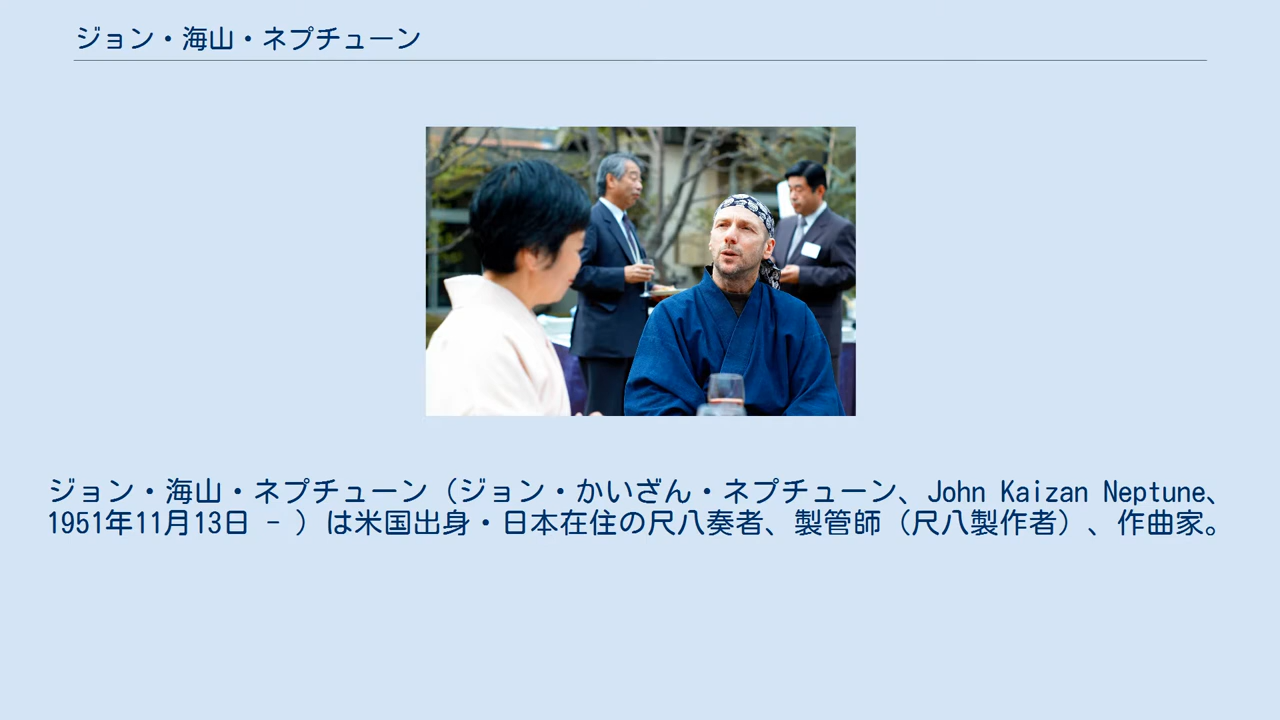 ジョン・海山・ネプチューン
ジョン・海山・ネプチューン（ジョン・かいざん・ネプチューン、John Kaizan Neptune、
1951年11月13日 - ）は米国出身・日本在住の尺八奏者、製管師（尺八製作者）、作曲家。